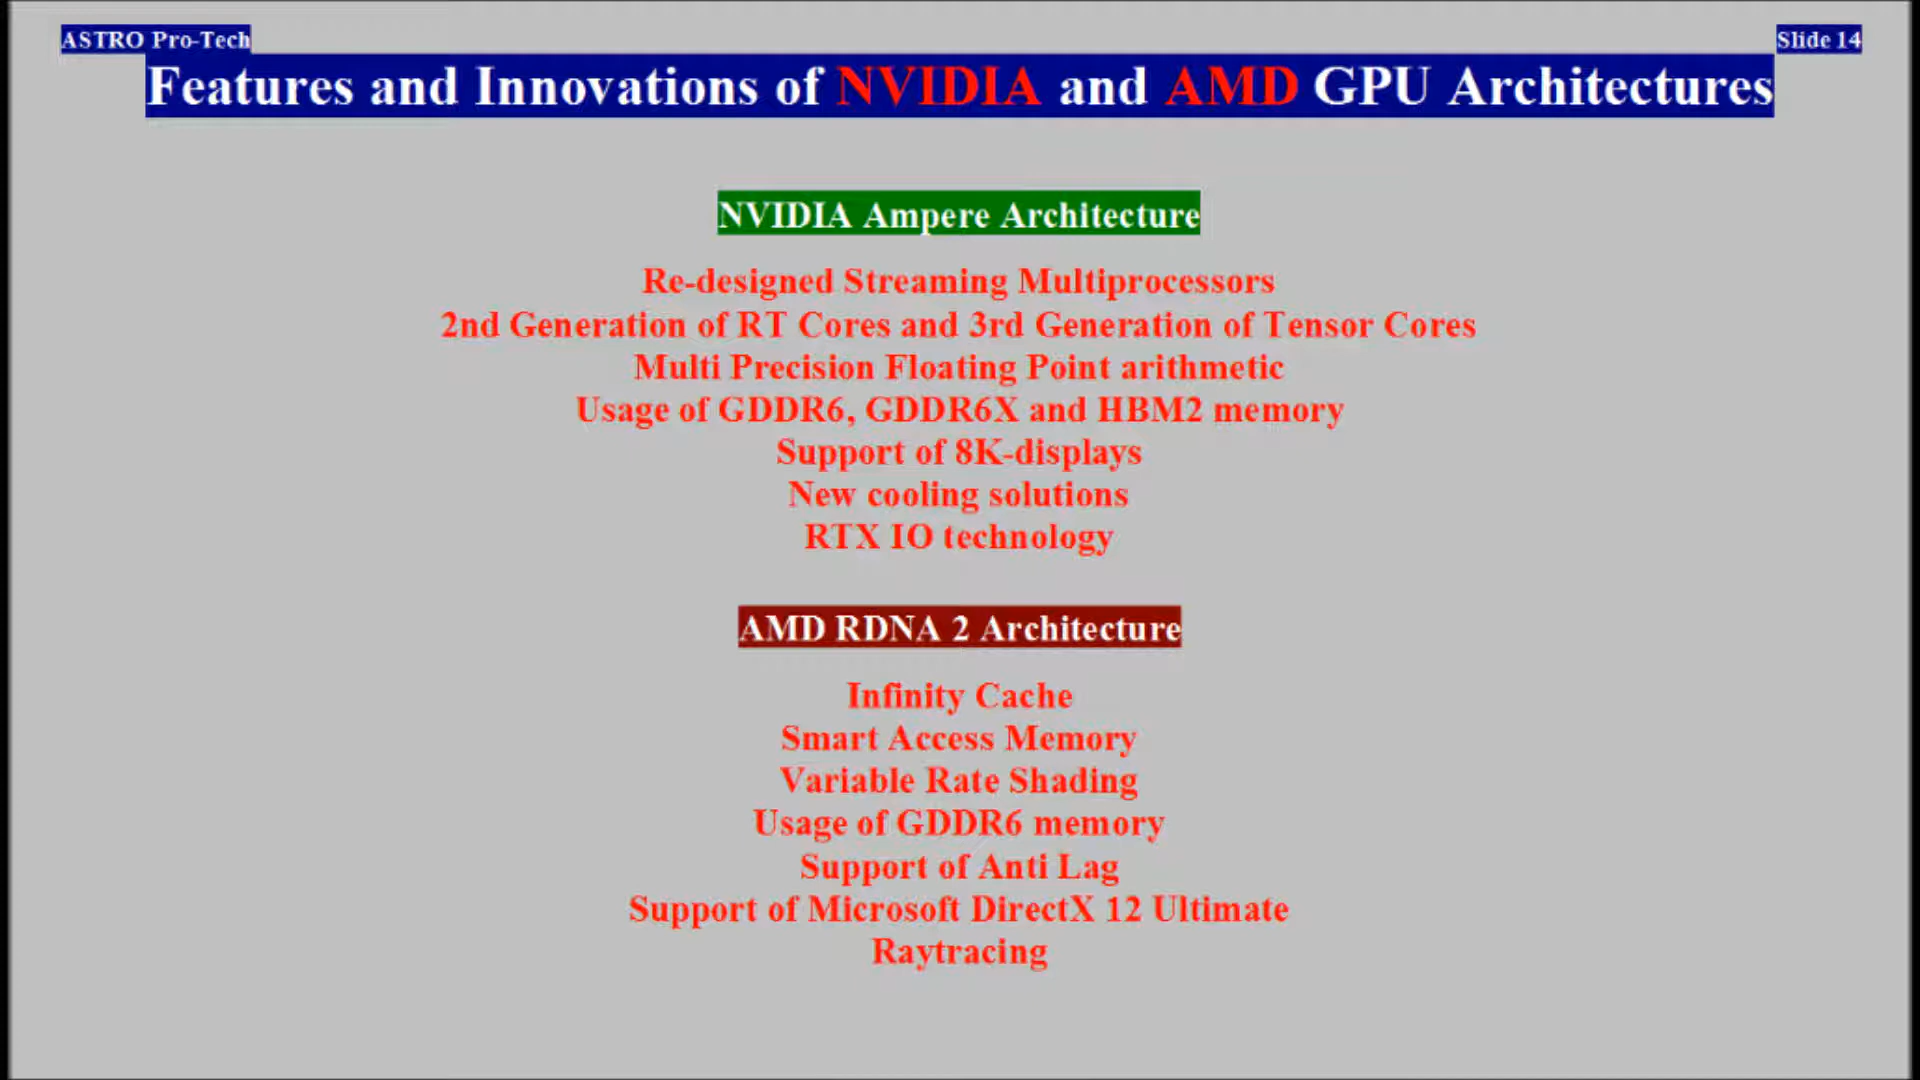 ASTRO Pro-Tech
Slide 14
Features and Innovations of NVIDIA and AMD GPU Architectures
NVIDIA Ampere Architecture
Re-designed Streaming Multiprocessors
2nd Generation of RT Cores and 3rd Generation of Tensor Cores
Multi Precision Floating Point arithmetic
Usage of GDDR6, GDDR6X and HBM2 memory
Support of 8K-displays
New cooling solutions
RTX IO technology
AMD RDNA 2 Architecture
Infinity Cache
Smart Access Memory
Variable Rate Shading
Usage of GDDR6 memory
Support of Anti Lag
Support of Microsoft DirectX 12 Ultimate
Raytracing